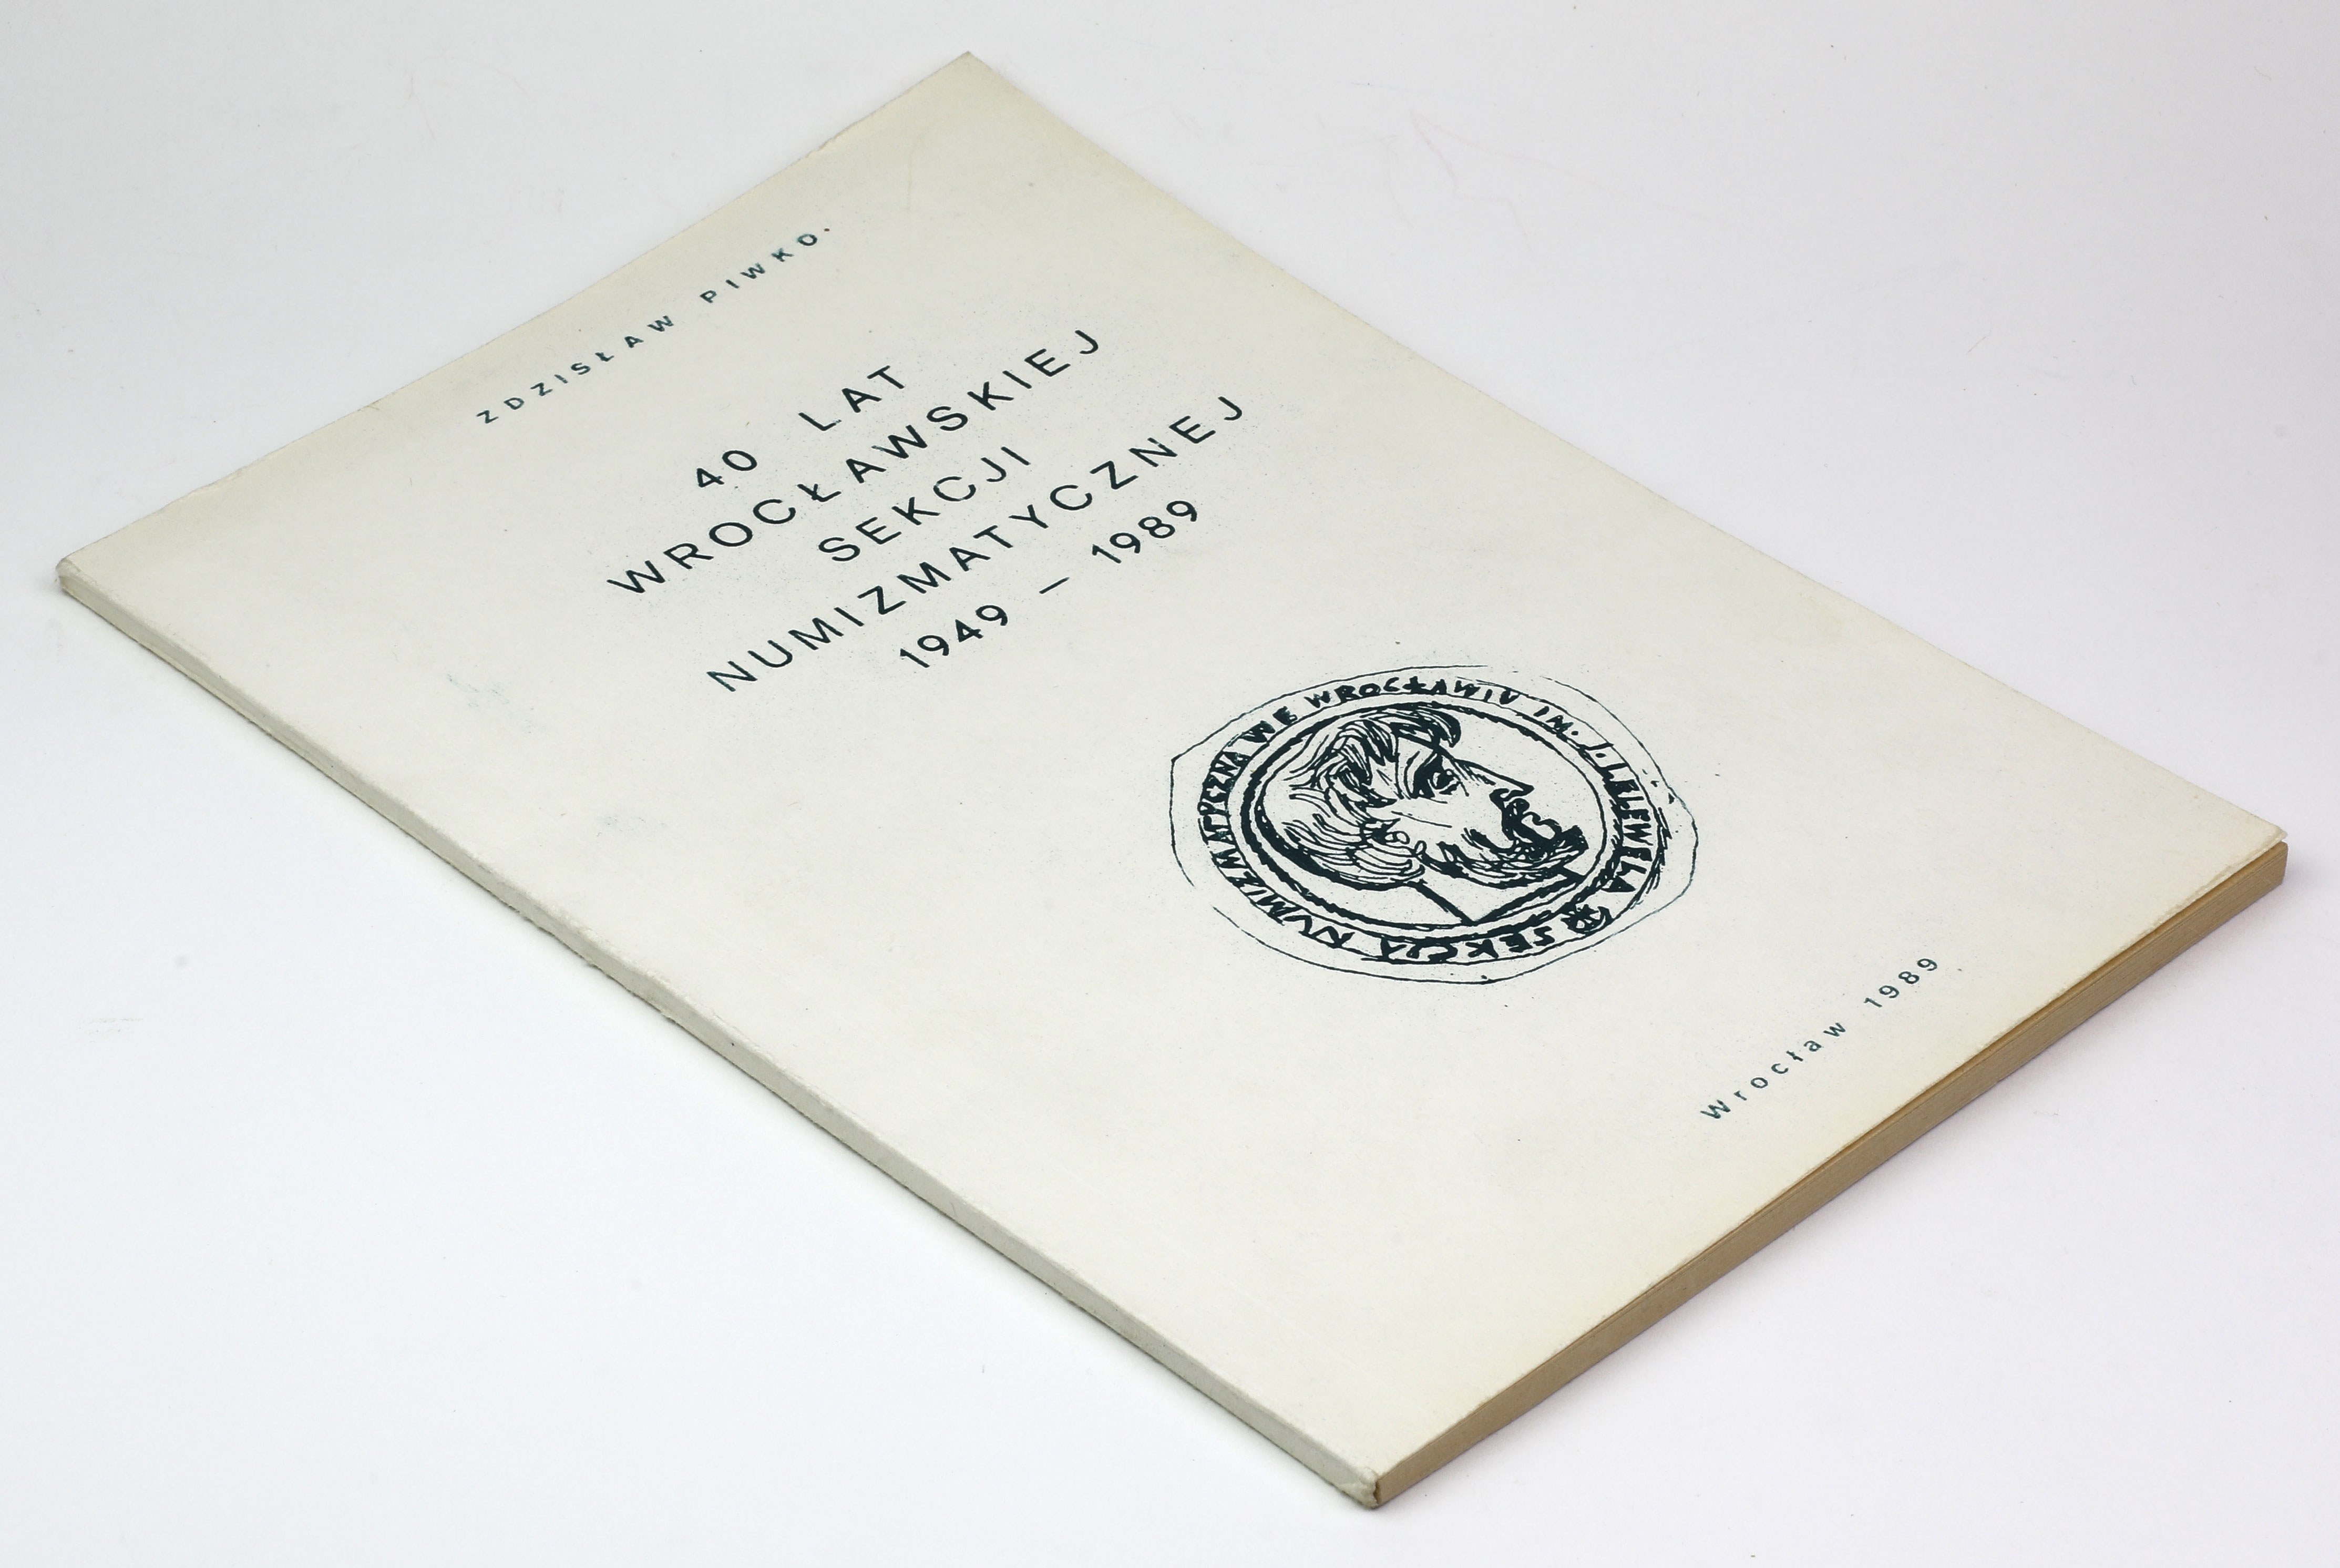 ZDZISŁAW PIWKO
40 LAT
WROCŁAWSKIEJ
SEKCJI
NUMIZMATYCZNEJ
1949 — 1989
SEKCJA NUMIZMATYCZNA WE WROCŁAWIU IM. J. LELEWELA
Wrocław 1989